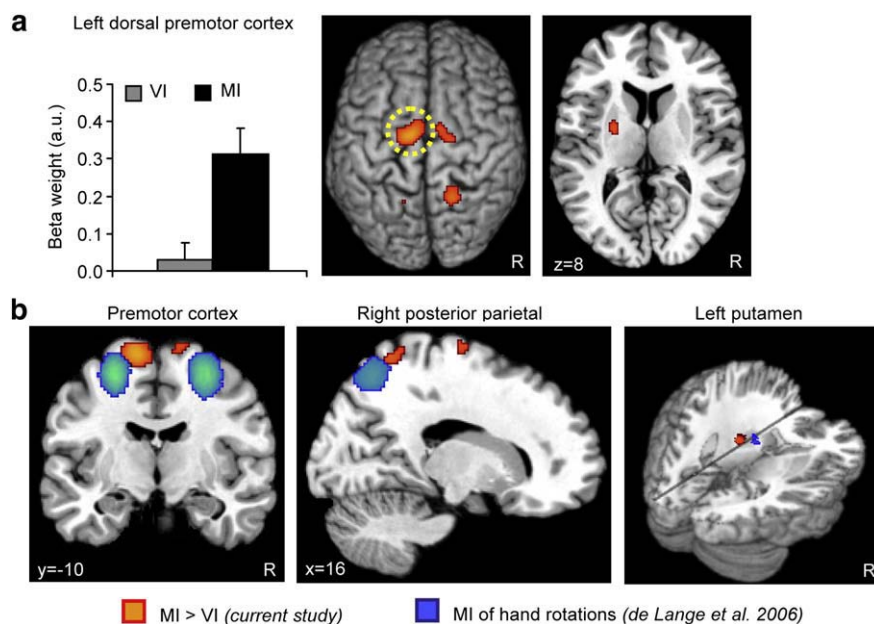 a Left dorsal premotor cortex
VI MI
Beta weight (a.u.)
0.5
0.4
0.3
0.2
0.1
0.0
R
z=8 R
b Premotor cortex Right posterior parietal Left putamen
y=-10 R x=16 R
MI > VI (current study) MI of hand rotations (de Lange et al. 2006)